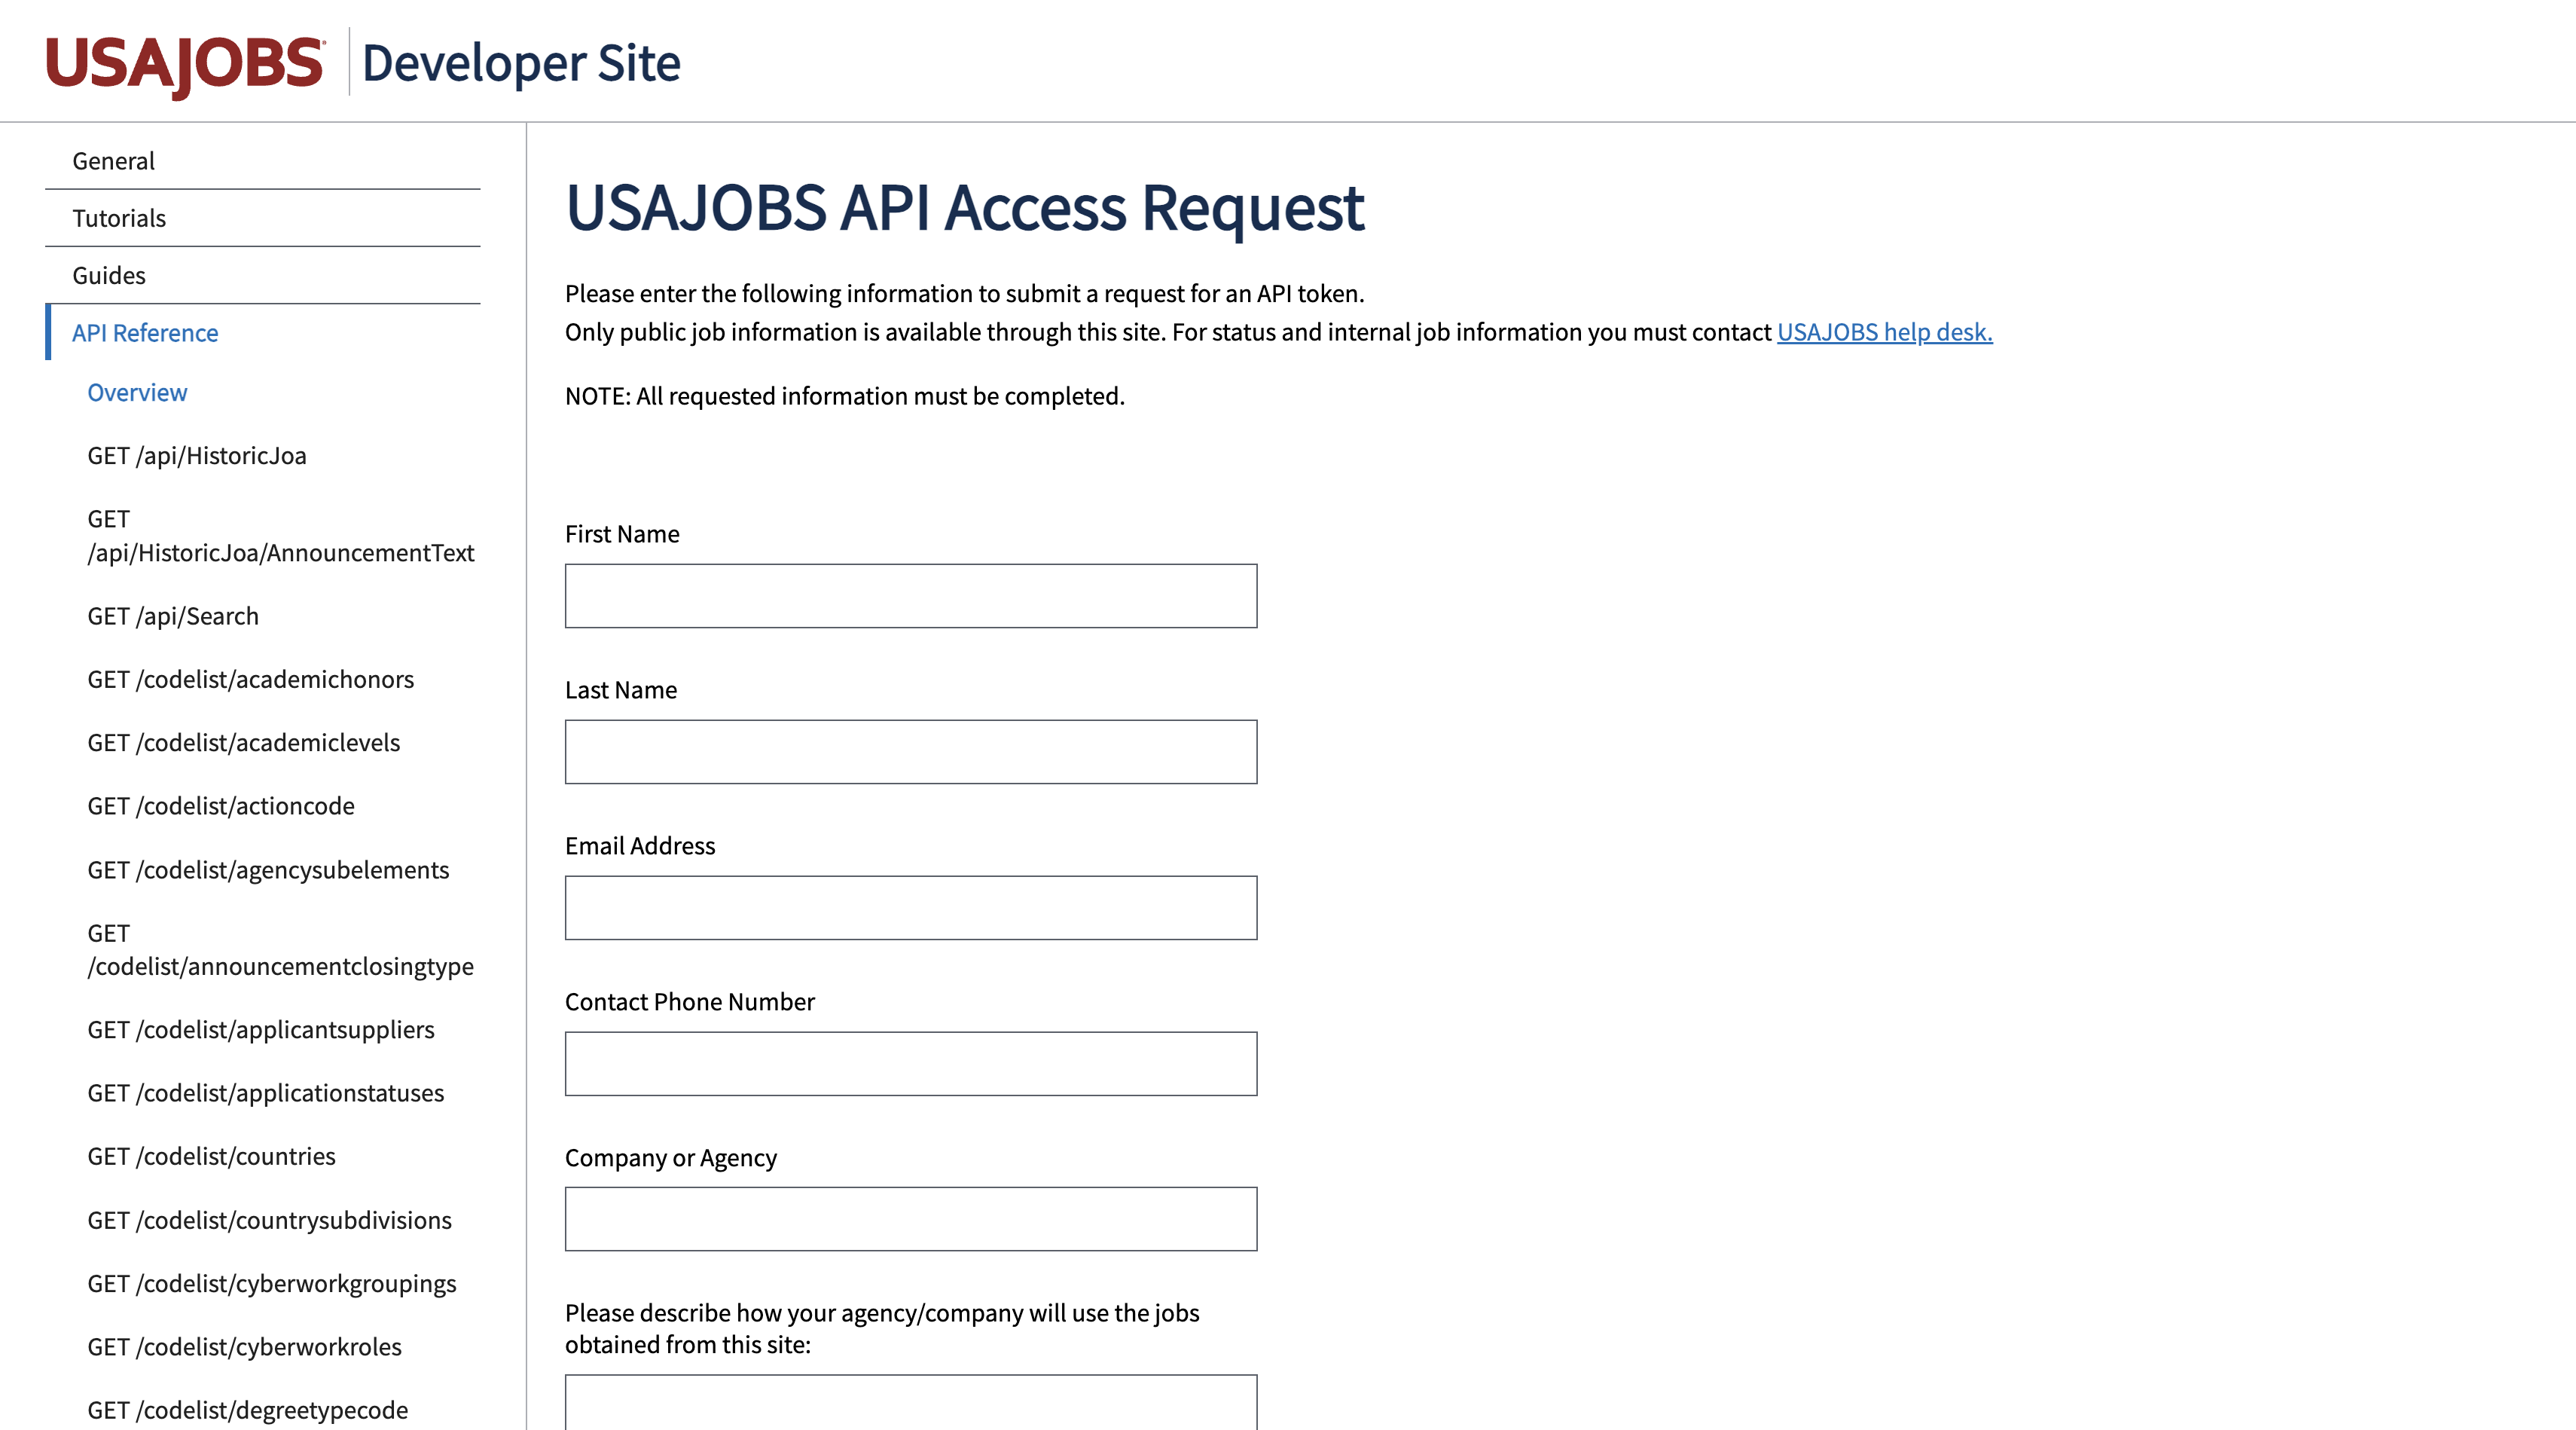 USAJOBS® Developer Site
General
Tutorials
Guides
API Reference
Overview
GET /api/HistoricJoa
GET
/api/HistoricJoa/AnnouncementText
GET /api/Search
GET /codelist/academichonors
GET /codelist/academiclevels
GET /codelist/actioncode
GET /codelist/agencysubelements
GET
/codelist/announcementclosingtype
GET /codelist/applicantsuppliers
GET /codelist/applicationstatuses
GET /codelist/countries
GET /codelist/countrysubdivisions
GET /codelist/cyberworkgroupings
GET /codelist/cyberworkroles
GET /codelist/degreetypecode
USAJOBS API Access Request
Please enter the following information to submit a request for an API token.
Only public job information is available through this site. For status and internal job information you must contact USAJOBS help desk.
NOTE: All requested information must be completed.
First Name
Last Name
Email Address
Contact Phone Number
Company or Agency
Please describe how your agency/company will use the jobs
obtained from this site: